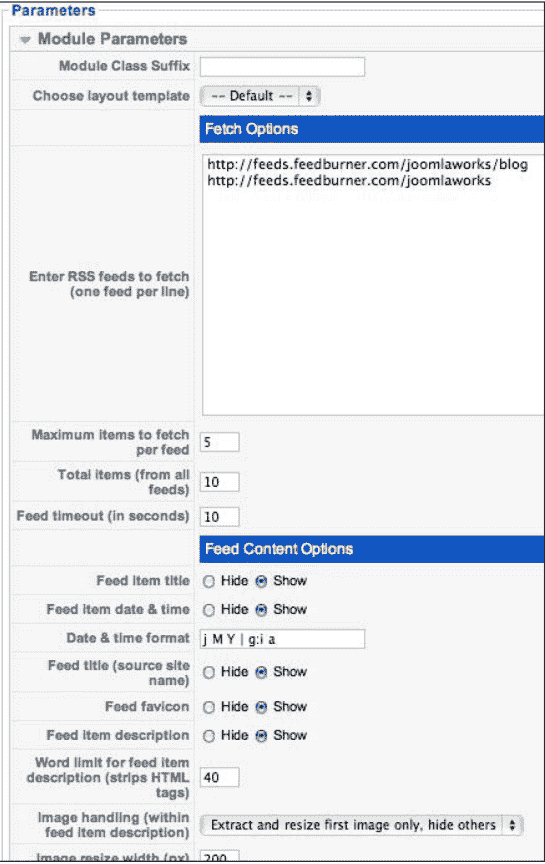 Parameters
Module Parameters
Module Class Suffix
Choose layout template
-- Default --
Fetch Options
Enter RSS feeds to fetch
(one feed per line)
http://feeds.feedburner.com/joomlaworks/blog
http://feeds.feedburner.com/joomlaworks
Maximum items to fetch
per feed
5
Total items (from all
feeds)
10
Feed timeout (in seconds)
10
Feed Content Options
Feed item title
Hide Show
Feed item date & time
Hide Show
Date & time format
j M Y | g:i a
Feed title (source site
name)
Hide Show
Feed favicon
Hide Show
Feed item description
Hide Show
Word limit for feed item
description (strips HTML
tags)
40
Image handling (within
feed item description)
Extract and resize first image only, hide others
Image resize width (px)
200